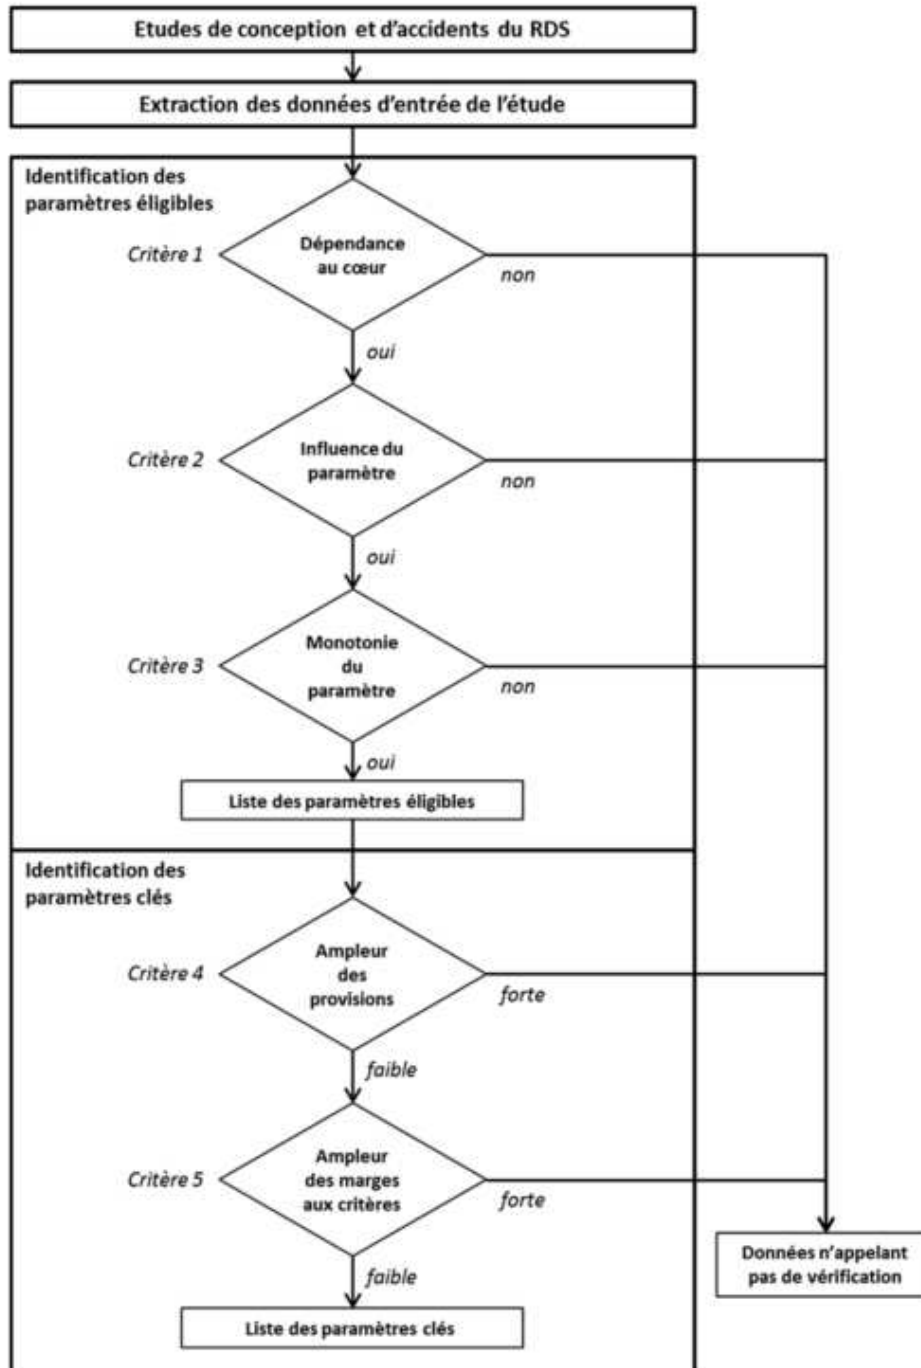 Etudes de conception et d'accidents du RDS
Extraction des données d'entrée de l'étude
Identification des
paramètres éligibles
Critère 1
Dépendance
au cœur
non
oui
Critère 2
Influence du
paramètre
non
oui
Critère 3
Monotonie
du
paramètre
non
oui
Liste des paramètres éligibles
Identification des
paramètres clés
Critère 4
Ampleur
des
provisions
forte
faible
Critère 5
Ampleur
des marges
aux critères
forte
faible
Données n'appelant
pas de vérification
Liste des paramètres clés